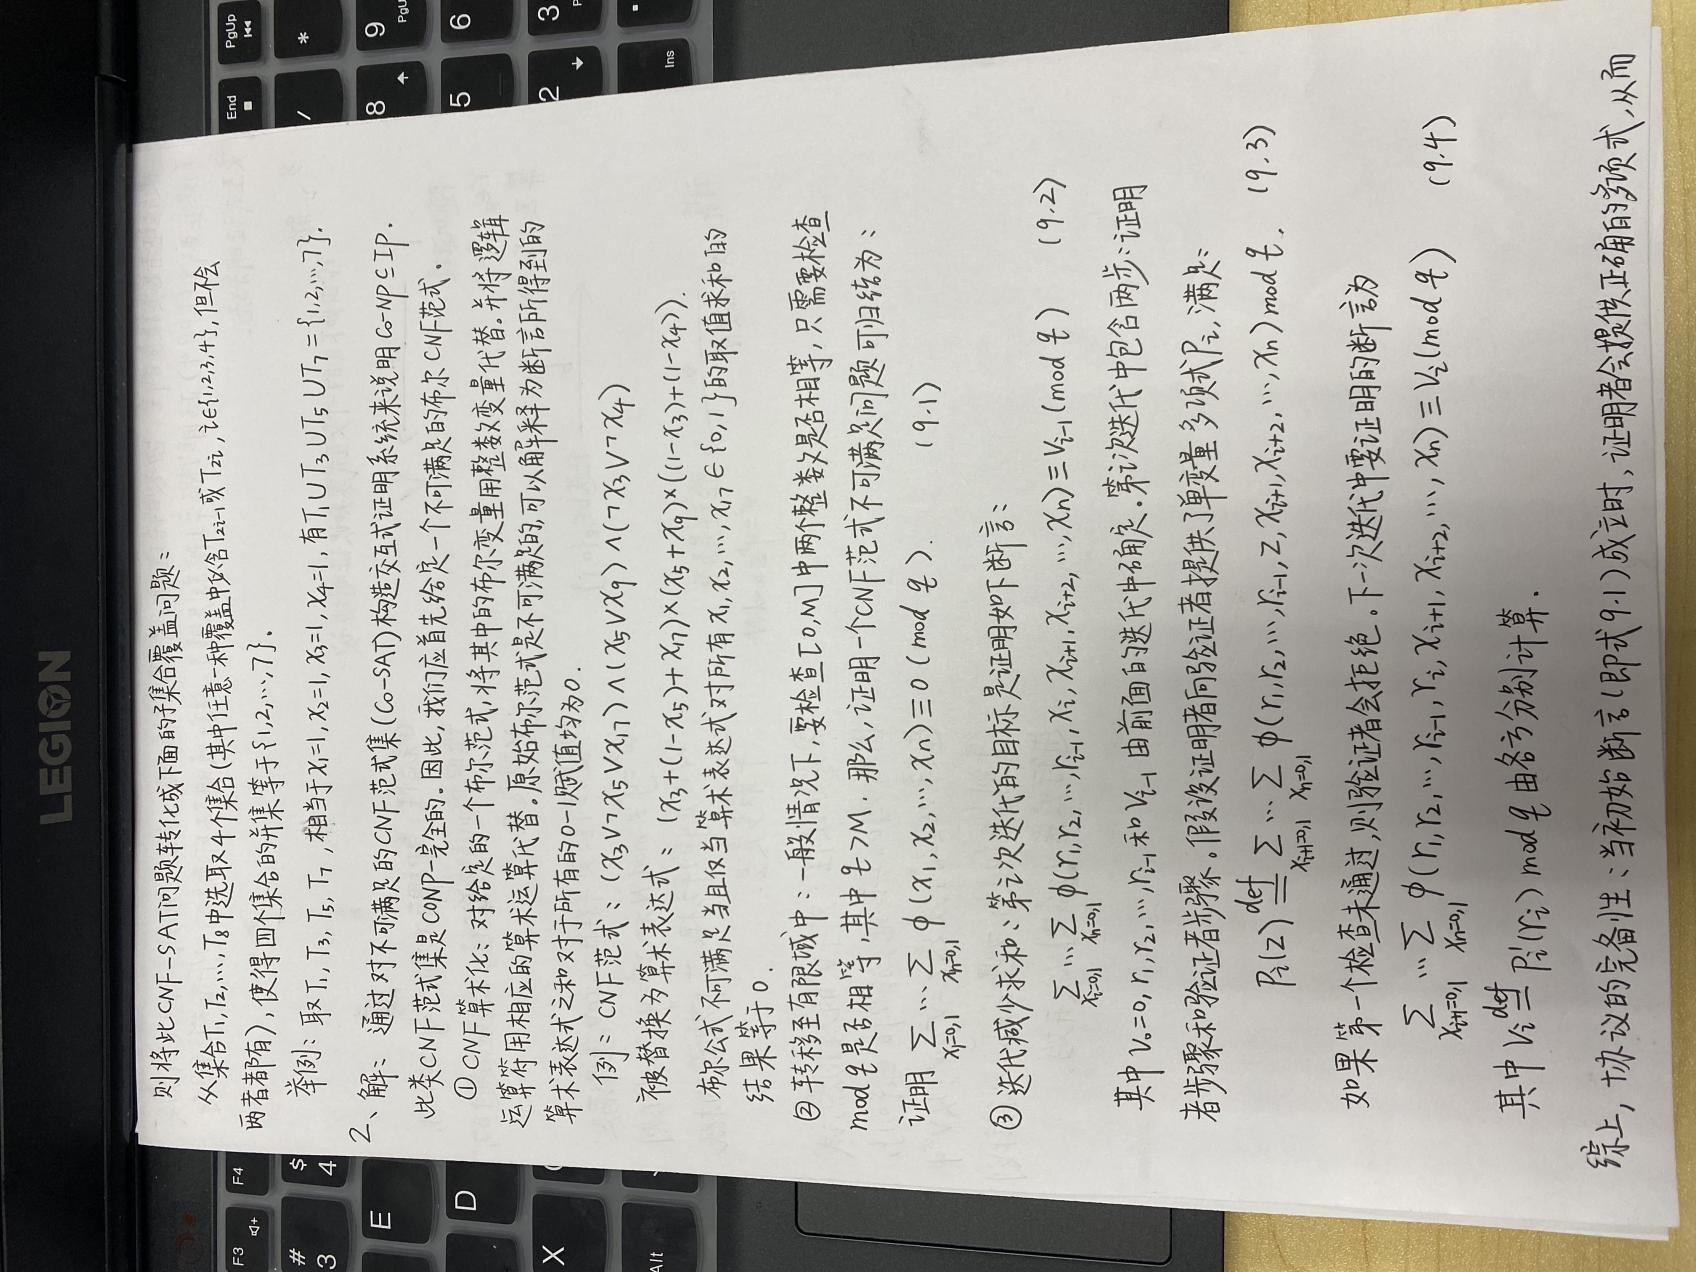 LEGION
则将此CNF-SAT问题转化成下面的子集合覆盖问题：
从集合T₁,T₂,…,T₈中选取4个集合(其中任意一种覆盖中必含T₂ᵢ₋₁或T₂ᵢ, i∈{1,2,3,4},但不会
两者都有)，使得四个集合的并集等于{1,2,…,7}.
举例：取T₁,T₃,T₅,T₇,相当于x₁=1,x₂=1,x₃=1,x₄=1,有T₁∪T₃∪T₅∪T₇={1,2,…,7}.
2、解：通过对不可满足的CNF范式集(Co-SAT)构造交互式证明系统来说明Co-NP⊆IP.
此类CNF范式集是CoNP-完全的.因此,我们应首先给定一个不可满足的布尔CNF范式.
① CNF算术化：对给定的一个布尔范式,将其中的布尔变量用整数变量代替.并将逻辑
运算符用相应的算术运算代替.原始布尔范式是不可满足的,可以解释为断言所得到的
算术表达式之和对于所有的0-1赋值均为0.
例：CNF范式：(x₃∨¬x₅∨x₁₇)∧(x₅∨x₉)∧(¬x₃∨¬x₄)
被替换为算术表达式：(x₃+(1-x₅)+x₁₇)×(x₅+x₉)×((1-x₃)+(1-x₄)).
布尔公式不可满足当且仅当算术表达式对所有x₁,x₂,…,x₁₇∈{0,1}的取值求和的
结果等于0.
②转移至有限域中：一般情况下,要检查[0,M]中两个整数是否相等,只需要检查
mod q是否相等,其中q>M.那么,证明一个CNF范式不可满足问题可归结为：
证明 ∑x₁=0,1 … ∑xₙ=0,1 φ(x₁,x₂,…,xₙ)≡0(mod q). (9.1)
③ 迭代减少求和：第i次迭代的目标是证明如下断言：
∑xᵢ=0,1 … ∑xₙ=0,1 φ(r₁,r₂,…,rᵢ₋₁,xᵢ,xᵢ₊₁,xᵢ₊₂,…,xₙ)≡vᵢ₋₁(mod q) (9.2)
其中v₀=0,r₁,r₂,…,rᵢ₋₁和vᵢ₋₁由前面的迭代中确定.第i次迭代中包含两步：证明
者步骤和验证者步骤.假设证明者向验证者提供了单变量多项式Pᵢ,满足：
Pᵢ(z) def= ∑xᵢ₊₁=0,1 … ∑xₙ=0,1 φ(r₁,r₂,…,rᵢ₋₁,z,xᵢ₊₁,xᵢ₊₂,…,xₙ)mod q. (9.3)
如果第一个检查未通过,则验证者会拒绝.下一次迭代中要证明的断言为
∑xᵢ₊₁=0,1 … ∑xₙ=0,1 φ(r₁,r₂,…,rᵢ₋₁,rᵢ,xᵢ₊₁,xᵢ₊₂,…,xₙ)≡vᵢ(mod q) (9.4)
其中vᵢ def= Pᵢ'(rᵢ) mod q 由各方分别计算.
综上,协议的完备性：当初始断言(即式9.1)成立时,证明者会提供正确的多项式,从而
PgUp
*
9
PgU
6
3
End
/
8
5
2
Ins
F4
$
4
F3
#
3
E
D
X
Alt